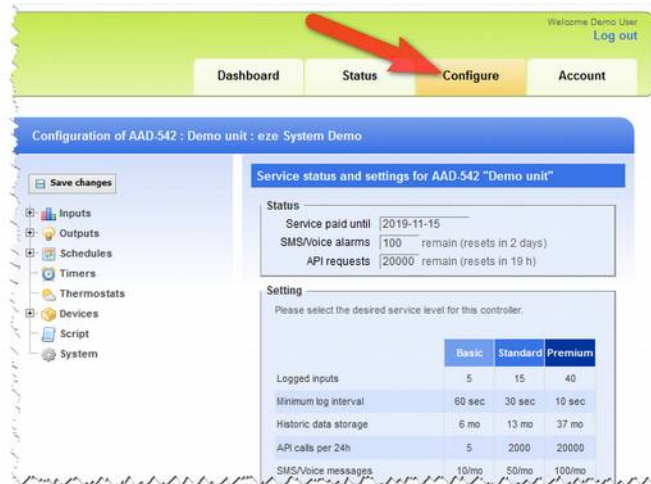 Welcome Demo User
Log out
Dashboard Status Configure Account
Configuration of AAD-542 : Demo unit : eze System Demo
Save changes
Inputs
Outputs
Schedules
Timers
Thermostats
Devices
Script
System
Service status and settings for AAD-542 "Demo unit"
Status
Service paid until 2019-11-15
SMS/Voice alarms 100 remain (resets in 2 days)
API requests 20000 remain (resets in 19 h)
Setting
Please select the desired service level for this controller.
Basic Standard Premium
Logged inputs 5 15 40
Minimum log interval 60 sec 30 sec 10 sec
Historic data storage 6 mo 13 mo 37 mo
API calls per 24h 5 2000 20000
SMS/Voice messages 10/mo 50/mo 100/mo